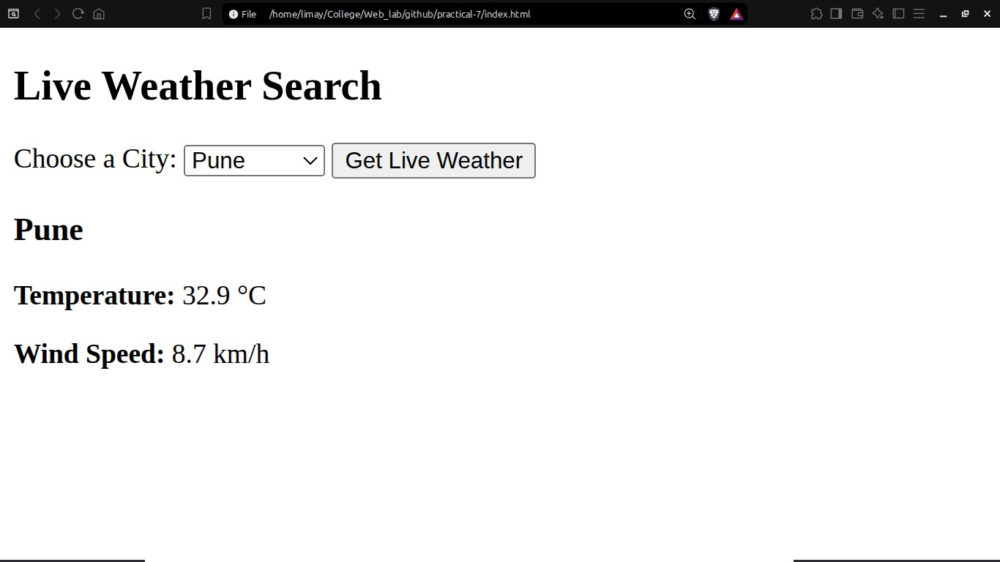 File /home/limay/College/Web_lab/github/practical-7/index.html
Live Weather Search
Choose a City: Pune Get Live Weather
Pune
Temperature: 32.9 °C
Wind Speed: 8.7 km/h